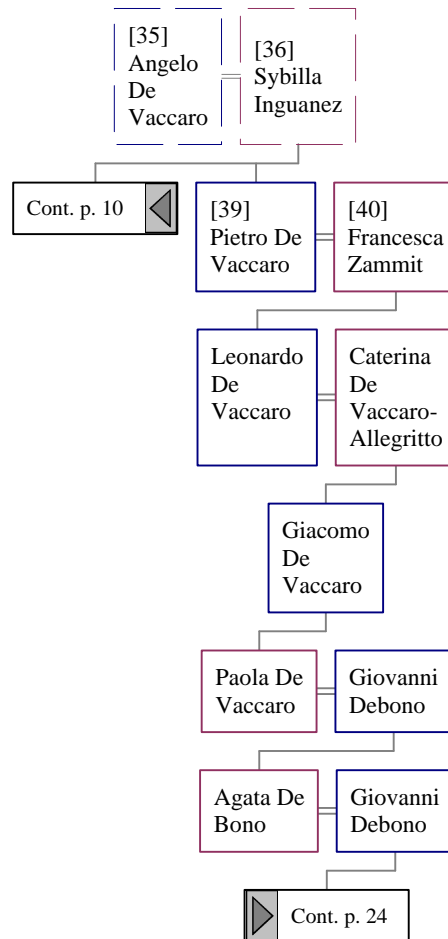 [35]
Angelo
De
Vaccaro
[36]
Sybilla
Inguanez
Cont. p. 10
[39]
Pietro De
Vaccaro
[40]
Francesca
Zammit
Leonardo
De
Vaccaro
Caterina
De
Vaccaro-
Allegritto
Giacomo
De
Vaccaro
Paola De
Vaccaro
Giovanni
Debono
Agata De
Bono
Giovanni
Debono
Cont. p. 24